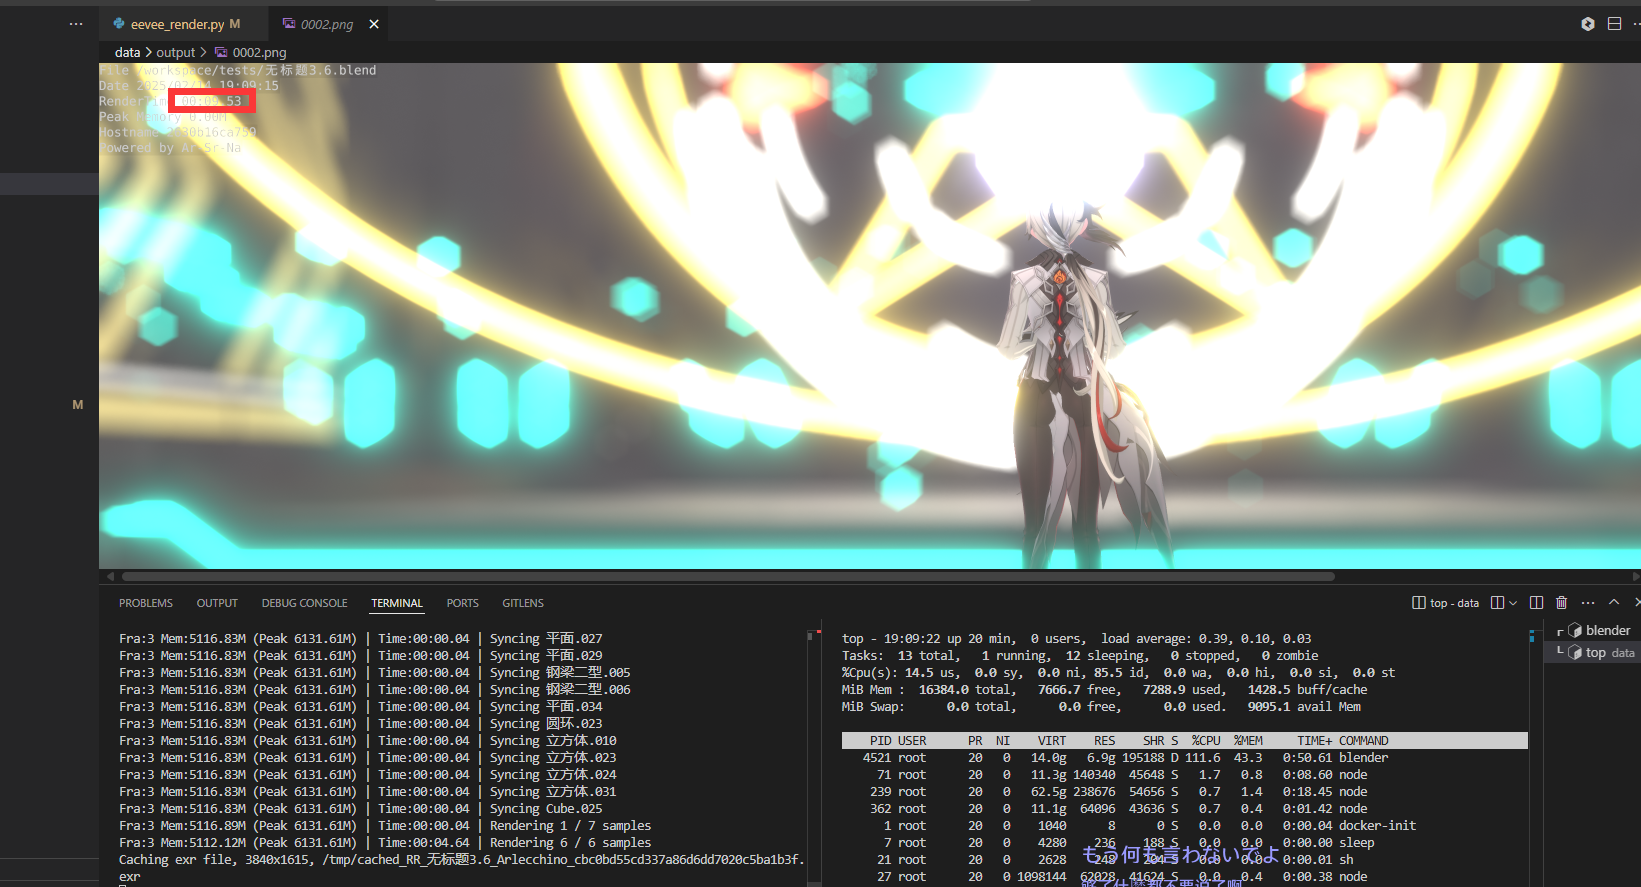 eevee_render.py M
0002.png
data > output > 0002.png
File /workspace/tests/无标题3.6.blend
Date 2025/02/14 19:09:15
RenderTime 00:09.53
Peak Memory 0.00M
Hostname
Powered by Ar-Sr-Na
M
PROBLEMS OUTPUT DEBUG CONSOLE TERMINAL PORTS GITLENS
top - data
Fra:3 Mem:5116.83M (Peak 6131.61M) | Time:00:00.04 | Syncing 平面.027
Fra:3 Mem:5116.83M (Peak 6131.61M) | Time:00:00.04 | Syncing 平面.029
Fra:3 Mem:5116.83M (Peak 6131.61M) | Time:00:00.04 | Syncing 钢梁二型.005
Fra:3 Mem:5116.83M (Peak 6131.61M) | Time:00:00.04 | Syncing 钢梁二型.006
Fra:3 Mem:5116.83M (Peak 6131.61M) | Time:00:00.04 | Syncing 平面.034
Fra:3 Mem:5116.83M (Peak 6131.61M) | Time:00:00.04 | Syncing 圆环.023
Fra:3 Mem:5116.83M (Peak 6131.61M) | Time:00:00.04 | Syncing 立方体.010
Fra:3 Mem:5116.83M (Peak 6131.61M) | Time:00:00.04 | Syncing 立方体.023
Fra:3 Mem:5116.83M (Peak 6131.61M) | Time:00:00.04 | Syncing 立方体.024
Fra:3 Mem:5116.83M (Peak 6131.61M) | Time:00:00.04 | Syncing 立方体.031
Fra:3 Mem:5116.83M (Peak 6131.61M) | Time:00:00.04 | Syncing Cube.025
Fra:3 Mem:5116.89M (Peak 6131.61M) | Time:00:00.04 | Rendering 1 / 7 samples
Fra:3 Mem:5112.12M (Peak 6131.61M) | Time:00:04.64 | Rendering 6 / 6 samples
Caching exr file, 3840x1615, /tmp/cached_RR_无标题3.6_Arlecchino_cbc0bd55cd337a86d6dd7020c5ba1b3f.
exr
top - 19:09:22 up 20 min, 0 users, load average: 0.39, 0.10, 0.03
Tasks: 13 total, 1 running, 12 sleeping, 0 stopped, 0 zombie
%Cpu(s): 14.5 us, 0.0 sy, 0.0 ni, 85.5 id, 0.0 wa, 0.0 hi, 0.0 si, 0.0 st
MiB Mem : 16384.0 total, 7666.7 free, 7288.9 used, 1428.5 buff/cache
MiB Swap: 0.0 total, 0.0 free, 0.0 used. 9095.1 avail Mem
PID USER PR NI VIRT RES SHR S %CPU %MEM TIME+ COMMAND
4521 root 20 0 14.0g 6.9g 195188 D 111.6 43.3 0:50.61 blender
71 root 20 0 11.3g 140340 45648 S 1.7 0.8 0:08.60 node
239 root 20 0 62.5g 238676 54656 S 0.7 1.4 0:18.45 node
362 root 20 0 11.1g 64096 43636 S 0.7 0.4 0:01.42 node
1 root 20 0 1040 8 0 S 0.0 0.0 0:00.04 docker-init
7 root 20 0 4280 236 188 S 0.0 0.0 0:00.00 sleep
21 root 20 0 2628 248 204 S 0.0 0.0 0:00.01 sh
27 root 20 0 1098144 62028 41624 S 0.0 0.4 0:00.38 node
もう何も言わないでよ
够了什麼都不要说了啊
blender
top data